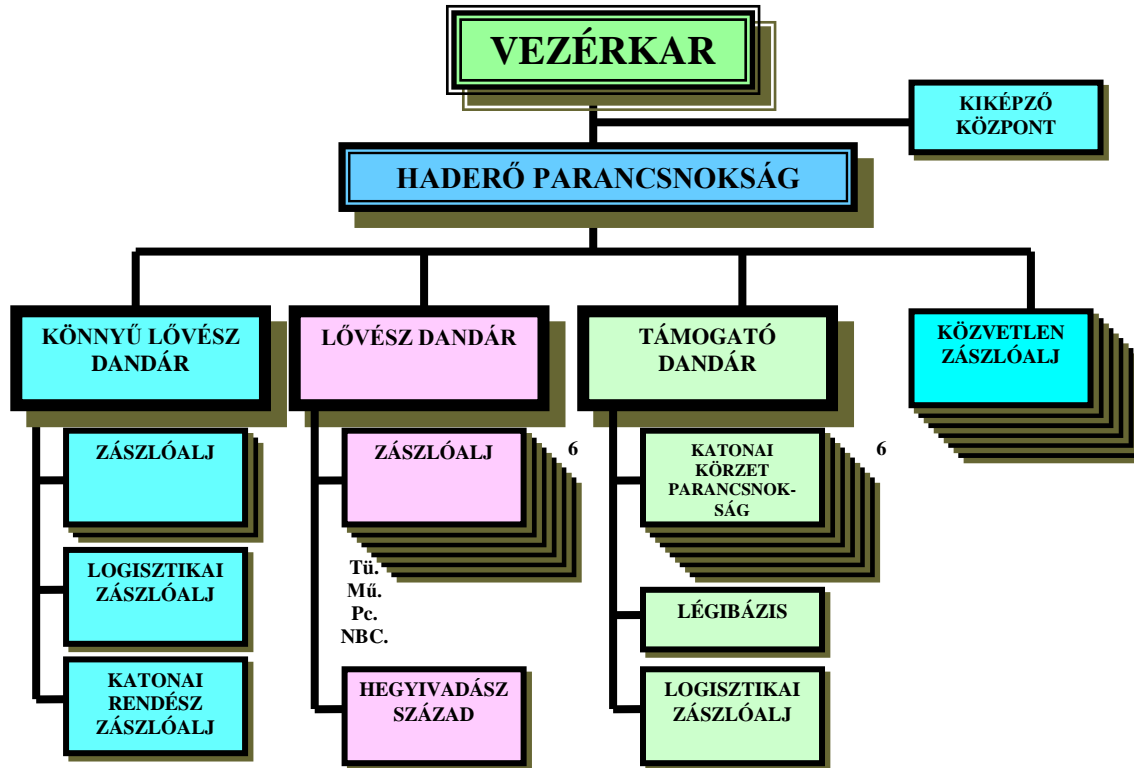 VEZÉRKAR
KIKÉPZŐ
KÖZPONT
HADERŐ PARANCSNOKSÁG
KÖNNYŰ LŐVÉSZ
DANDÁR
LŐVÉSZ DANDÁR
TÁMOGATÓ
DANDÁR
KÖZVETLEN
ZÁSZLÓALJ
ZÁSZLÓALJ
LOGISZTIKAI
ZÁSZLÓALJ
KATONAI
RENDÉSZ
ZÁSZLÓALJ
ZÁSZLÓALJ
6
Tü.
Mű.
Pc.
NBC.
HEGYIVADÁSZ
SZÁZAD
KATONAI
KÖRZET
PARANCSNOK-
SÁG
6
LÉGIBÁZIS
LOGISZTIKAI
ZÁSZLÓALJ